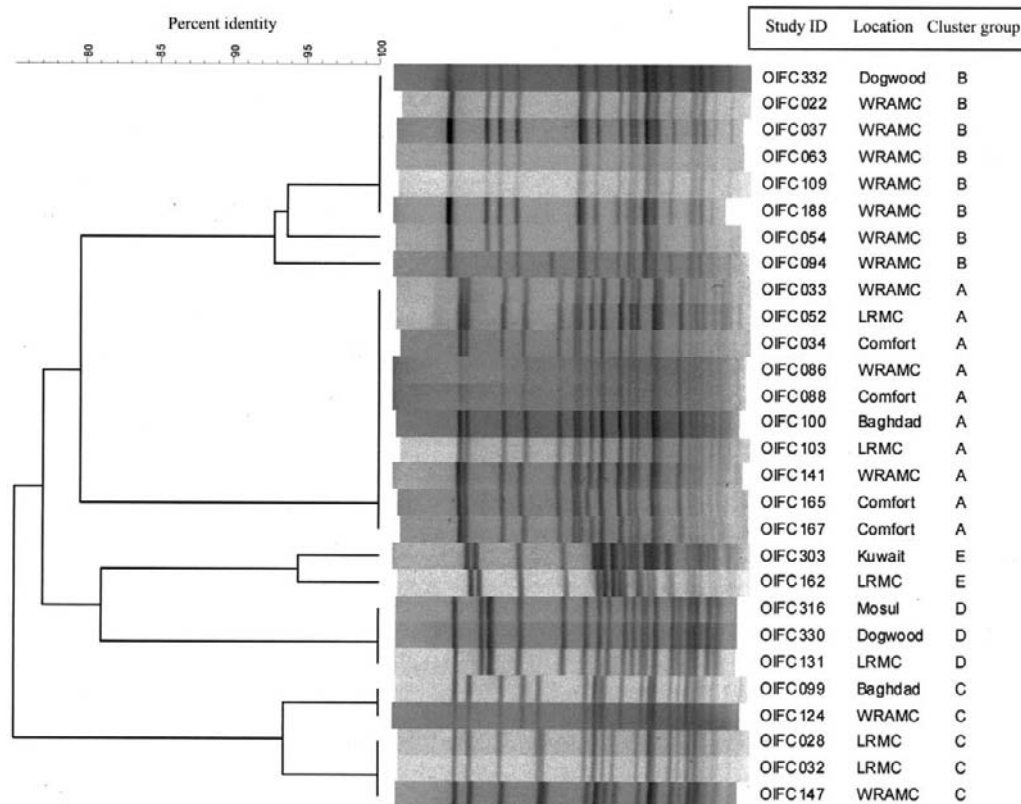 Percent identity
80 85 90 95 100
Study ID Location Cluster group
OIFC332 Dogwood B
OIFC022 WRAMC B
OIFC037 WRAMC B
OIFC063 WRAMC B
OIFC109 WRAMC B
OIFC188 WRAMC B
OIFC054 WRAMC B
OIFC094 WRAMC B
OIFC033 WRAMC A
OIFC052 LRMC A
OIFC034 Comfort A
OIFC086 WRAMC A
OIFC088 Comfort A
OIFC100 Baghdad A
OIFC103 LRMC A
OIFC141 WRAMC A
OIFC165 Comfort A
OIFC167 Comfort A
OIFC303 Kuwait E
OIFC162 LRMC E
OIFC316 Mosul D
OIFC330 Dogwood D
OIFC131 LRMC D
OIFC099 Baghdad C
OIFC124 WRAMC C
OIFC028 LRMC C
OIFC032 LRMC C
OIFC147 WRAMC C